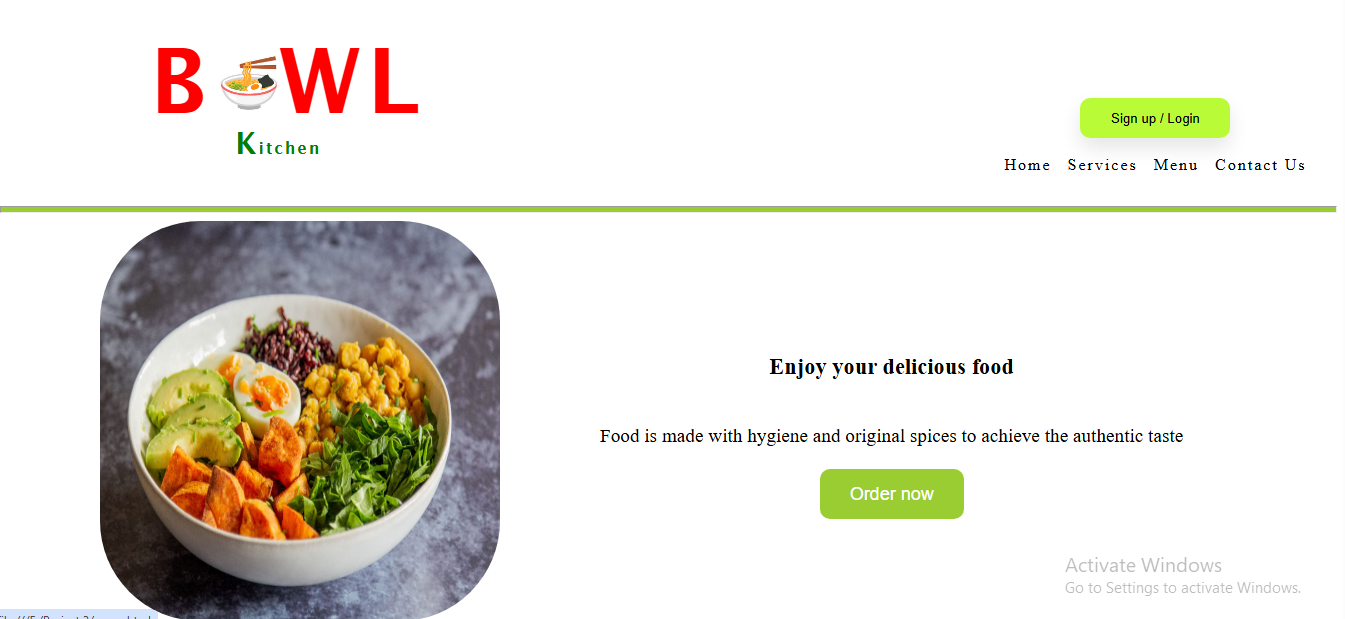 B WL
Kitchen
Sign up / Login
Home Services Menu Contact Us
Enjoy your delicious food
Food is made with hygiene and original spices to achieve the authentic taste
Order now
Activate Windows
Go to Settings to activate Windows.